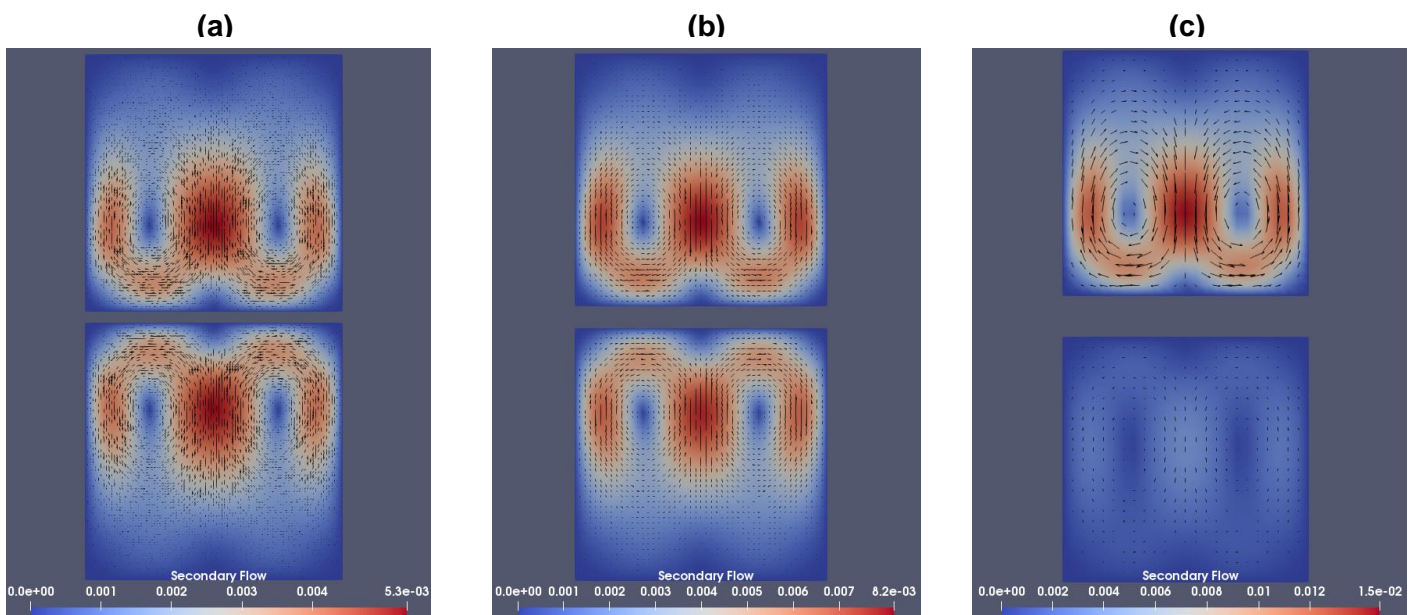 (a)
(b)
(c)
Secondary Flow
0.0e+00 0.001 0.002 0.003 0.004 5.3e-03
Secondary Flow
0.0e+00 0.001 0.002 0.003 0.004 0.005 0.006 0.007 8.2e-03
Secondary Flow
0.0e+00 0.002 0.004 0.006 0.008 0.01 0.012 1.5e-02